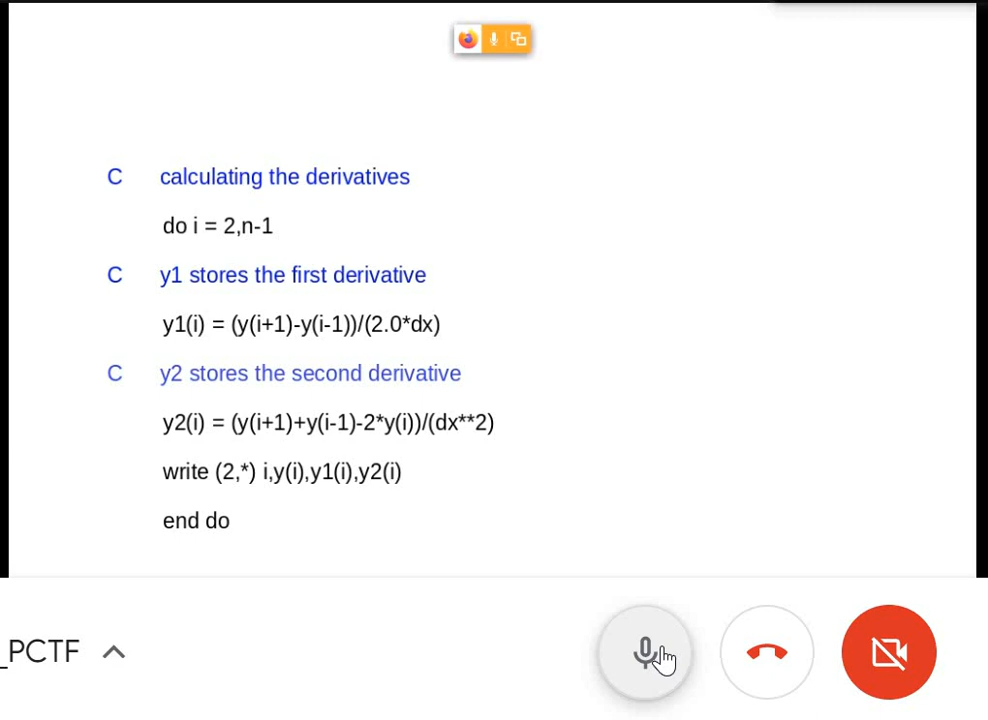 C calculating the derivatives
do i = 2,n-1
C y1 stores the first derivative
y1(i) = (y(i+1)-y(i-1))/(2.0*dx)
C y2 stores the second derivative
y2(i) = (y(i+1)+y(i-1)-2*y(i))/(dx**2)
write (2,*) i,y(i),y1(i),y2(i)
end do
_PCTF